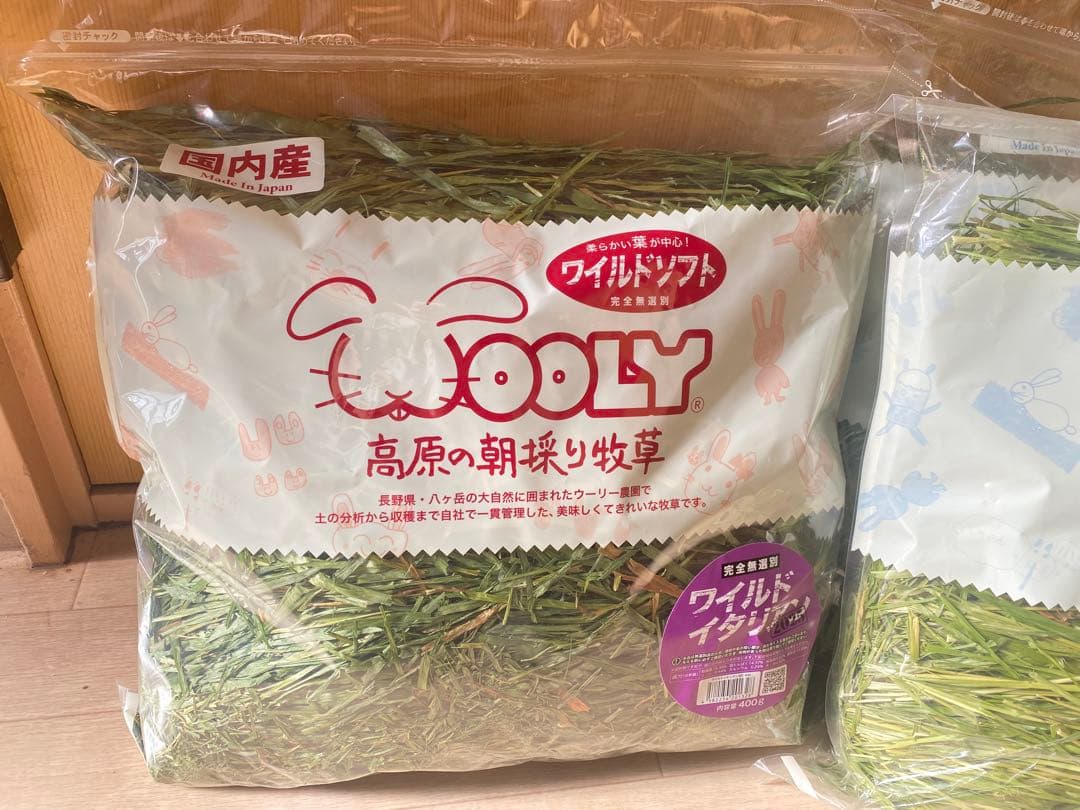 密封チャック
国内産
Made In Japan
柔らかい葉が中心!
ワイルドソフト
完全無選別
WOOLY®
高原の朝採り牧草
長野県・八ヶ岳の大自然に囲まれたウーリー農園で
土の分析から収穫まで自社で一貫管理した、美味しくてきれいな牧草です。
完全無選別
ワイルド
イタリアン
内容量 400g
Made In Japan